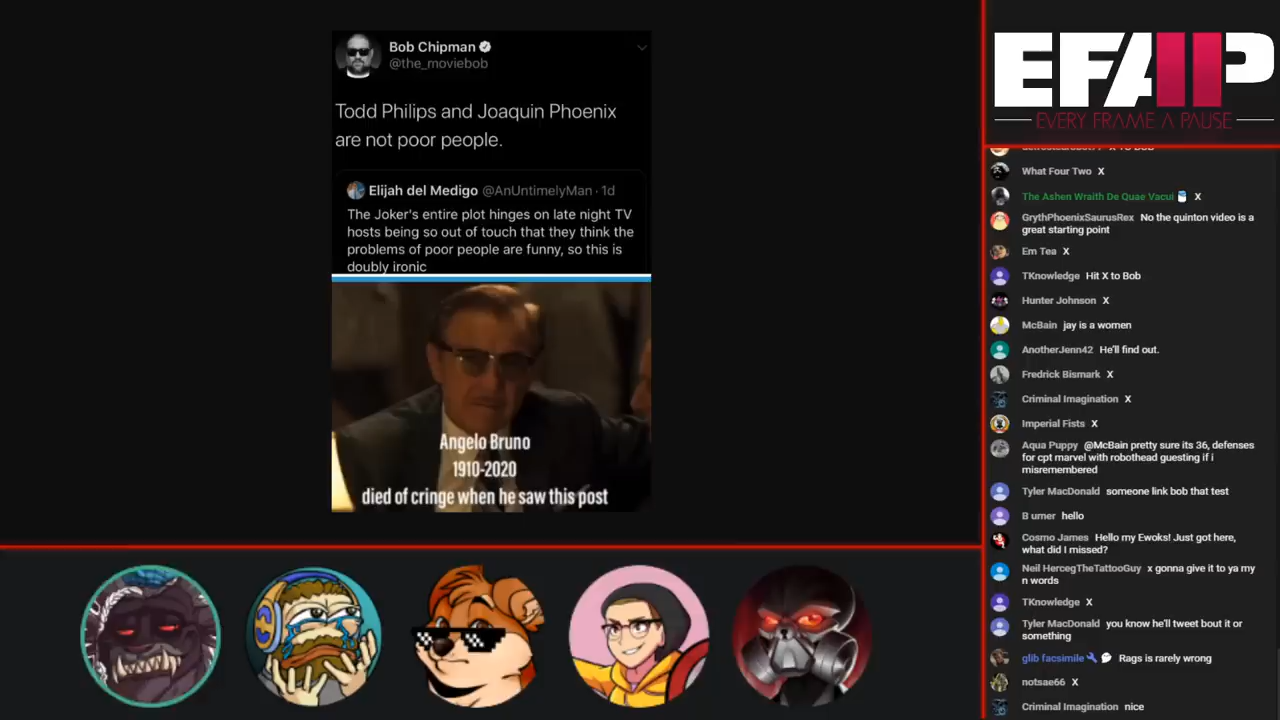 Bob Chipman
@the_moviebob
Todd Philips and Joaquin Phoenix
are not poor people.
Elijah del Medigo @AnUntimelyMan · 1d
The Joker's entire plot hinges on late night TV
hosts being so out of touch that they think the
problems of poor people are funny, so this is
doubly ironic
Angelo Bruno
1910-2020
died of cringe when he saw this post
EFAP
EVERY FRAME A PAUSE
What Four Two X
The Ashen Wraith De Quae Vacui X
GrythPhoenixSaurusRex No the quinton video is a
great starting point
Em Tea X
TKnowledge Hit X to Bob
Hunter Johnson X
McBain jay is a women
AnotherJenn42 He'll find out.
Fredrick Bismark X
Criminal Imagination X
Imperial Fists X
Aqua Puppy @McBain pretty sure its 36, defenses
for cpt marvel with robothead guesting if i
misremembered
Tyler MacDonald someone link bob that test
B urner hello
Cosmo James Hello my Ewoks! Just got here,
what did I missed?
Neil HercegTheTattooGuy x gonna give it to ya my
n words
TKnowledge X
Tyler MacDonald you know he'll tweet bout it or
something
glib facsimile Rags is rarely wrong
notsae66 X
Criminal Imagination nice